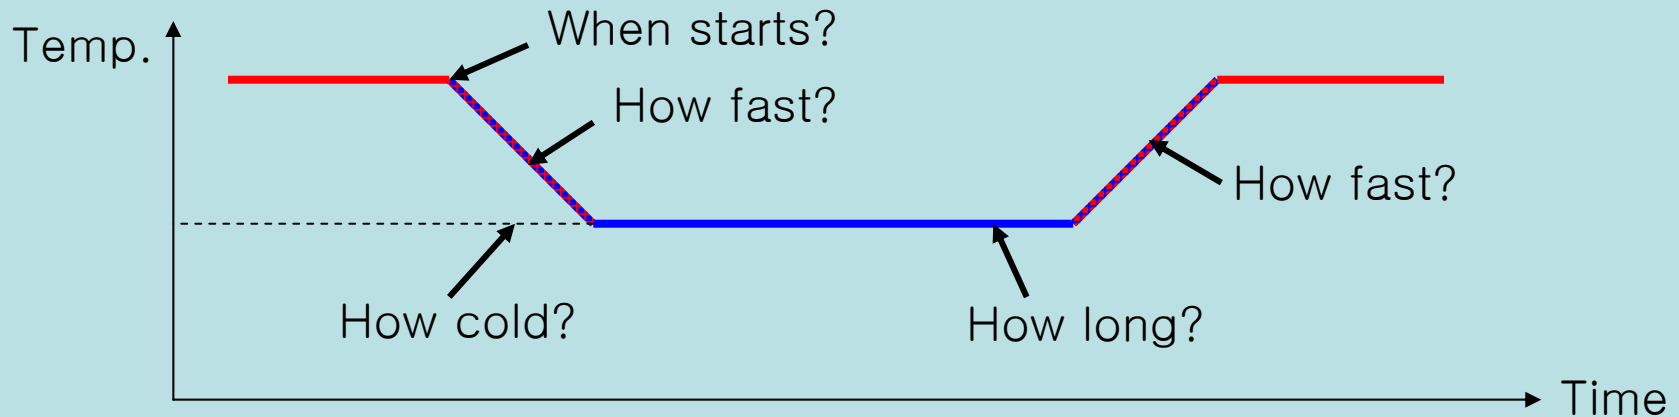 Temp.
When starts?
How fast?
How fast?
How cold?
How long?
Time